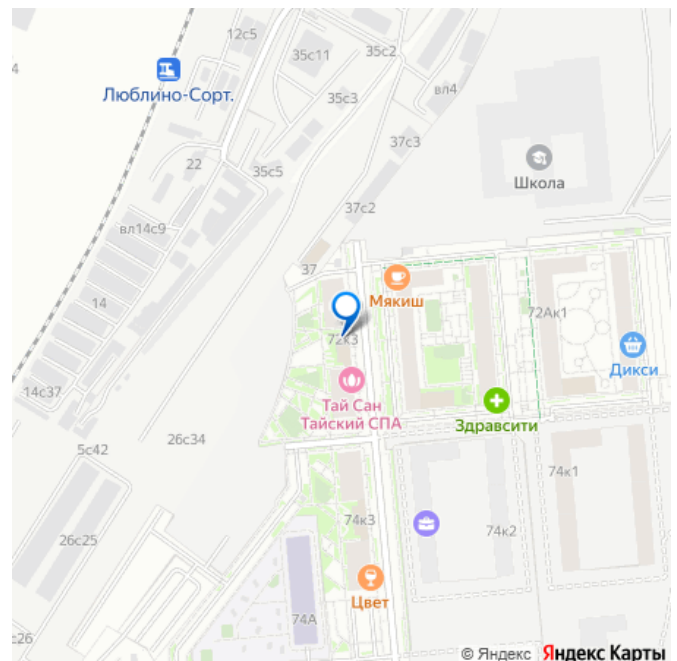 12с5
35с11
35с2
4
Люблино-Сорт.
35с3
вл4
37с3
22
35с5
Школа
37с2
вл14с9
37
Мякиш
14
72к3
72Ак1
Дикси
14с37
Тай Сан
Тайский СПА
Здравсити
26с34
5с42
74к1
74к3
74к2
26с25
Цвет
74А
с26
© Яндекс Яндекс Карты